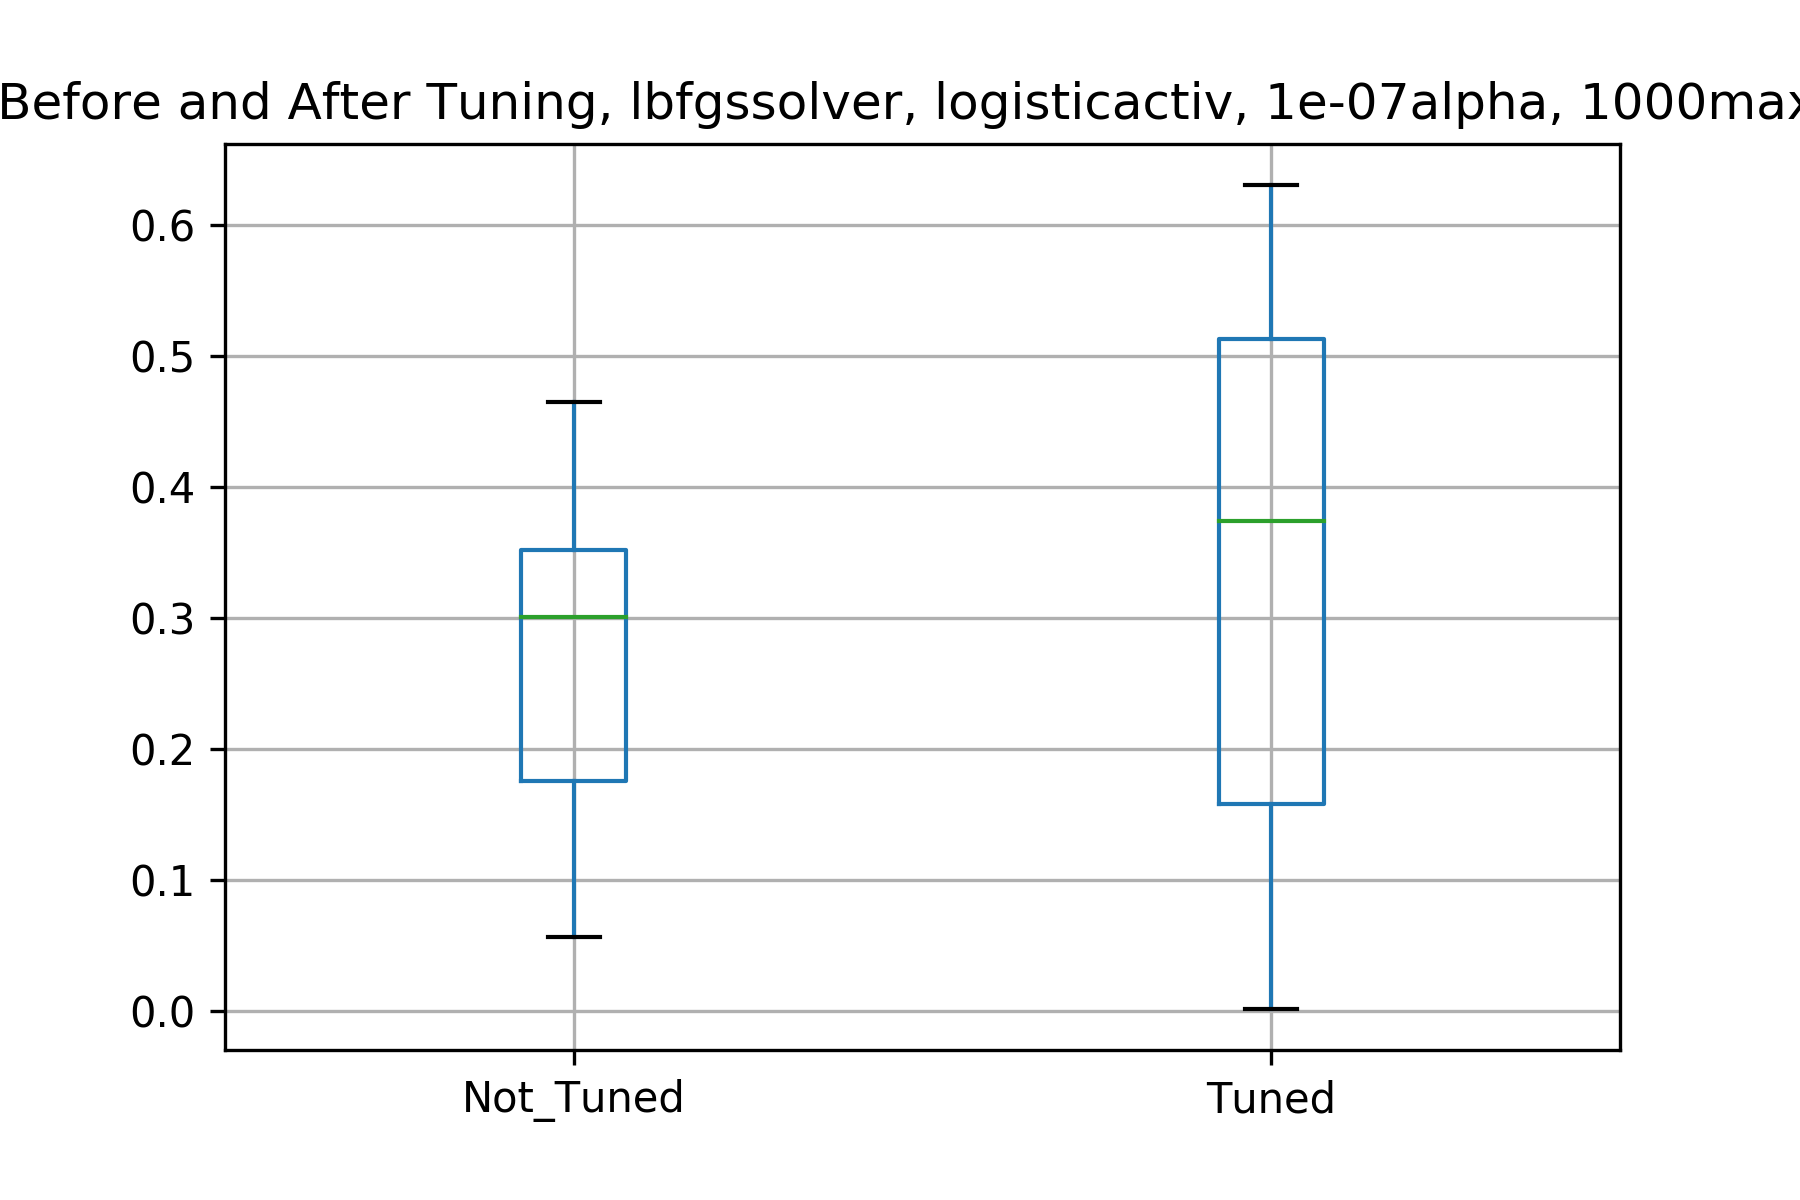 Before and After Tuning, lbfgssolver, logisticactiv, 1e-07alpha, 1000max
0.6
0.5
0.4
0.3
0.2
0.1
0.0
Not_Tuned
Tuned